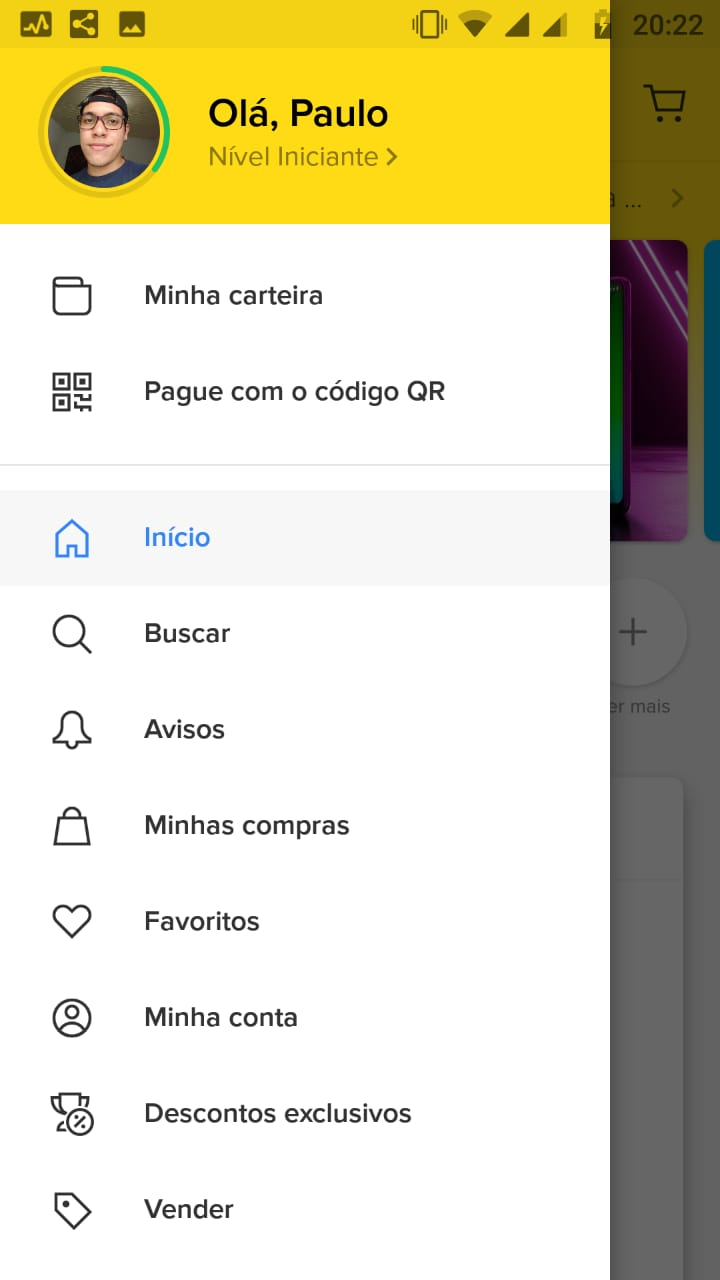 20:22
Olá, Paulo
Nível Iniciante
...
Minha carteira
Pague com o código QR
Início
Buscar
Avisos
mais
Minhas compras
Favoritos
Minha conta
Descontos exclusivos
Vender